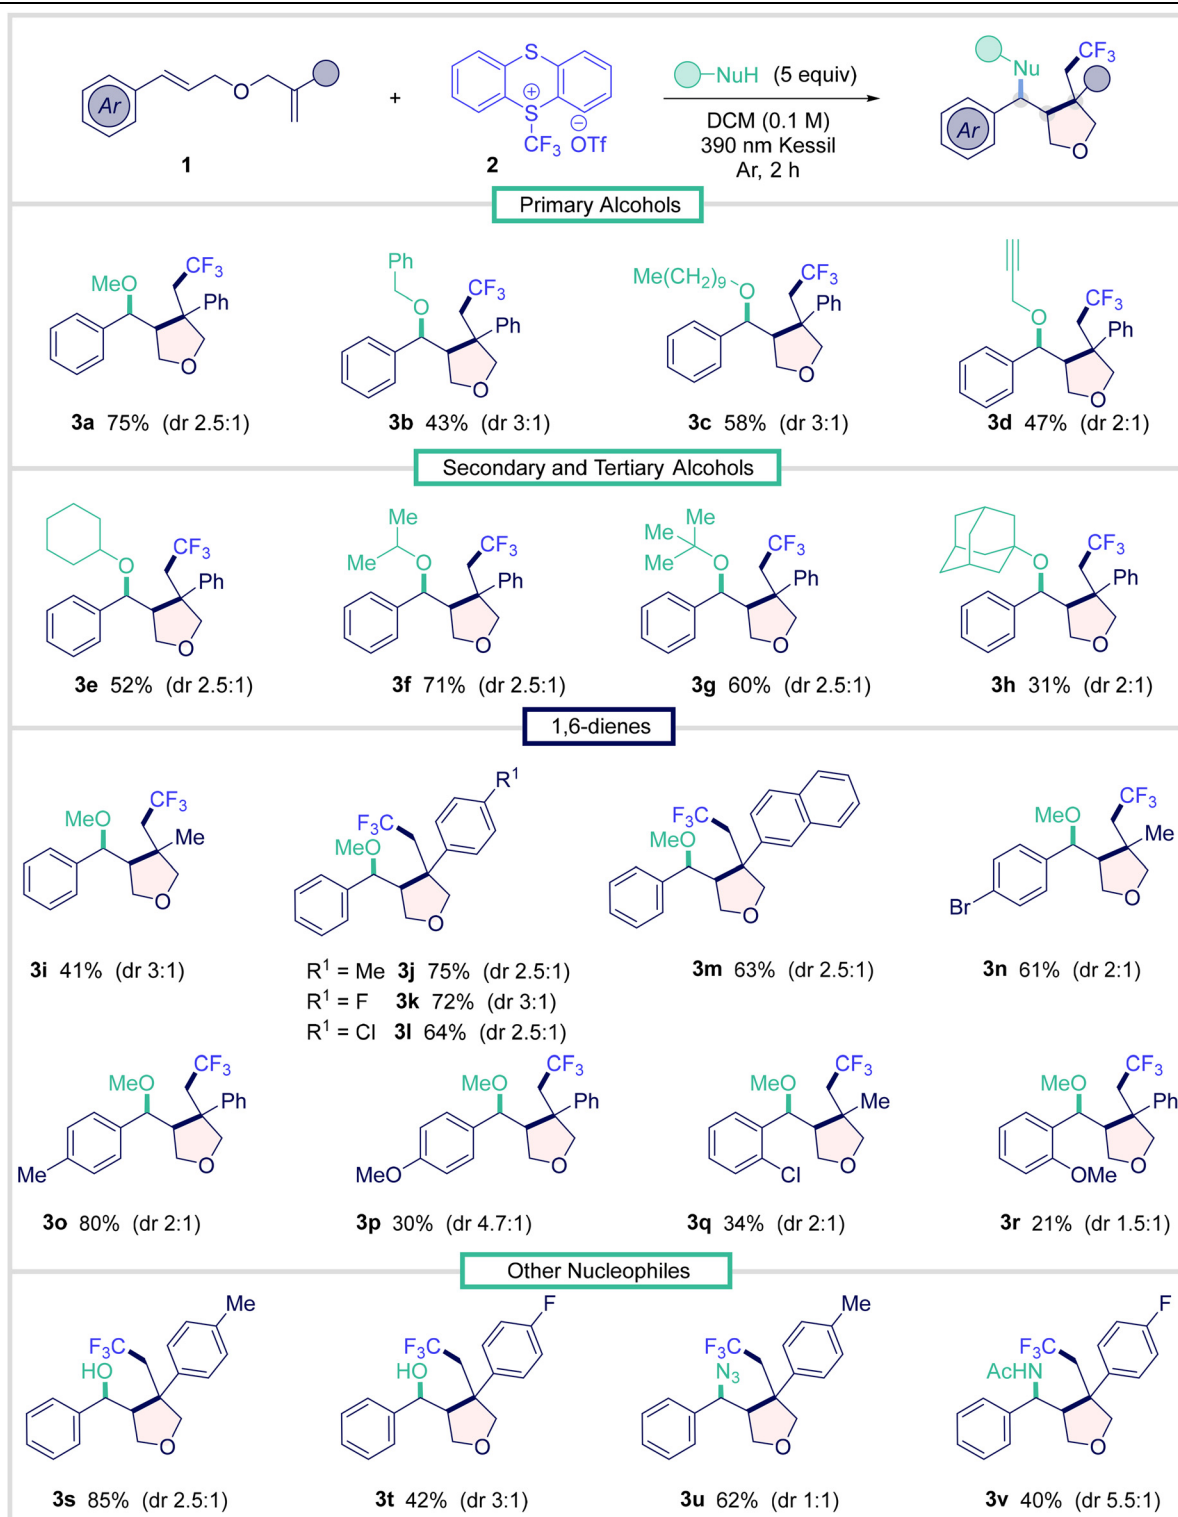 Ar
O
1
+
S
S
+
CF3
−
OTf
2
NuH (5 equiv)
DCM (0.1 M)
390 nm Kessil
Ar, 2 h
Nu
CF3
Ar
O
Primary Alcohols
MeO
CF3
Ph
O
3a 75% (dr 2.5:1)
Ph
O
CF3
Ph
O
3b 43% (dr 3:1)
Me(CH2)9
O
CF3
Ph
O
3c 58% (dr 3:1)
O
CF3
Ph
O
3d 47% (dr 2:1)
Secondary and Tertiary Alcohols
O
CF3
Ph
O
3e 52% (dr 2.5:1)
Me
Me
O
CF3
Ph
O
3f 71% (dr 2.5:1)
Me
Me
Me
O
CF3
Ph
O
3g 60% (dr 2.5:1)
O
CF3
Ph
O
3h 31% (dr 2:1)
1,6-dienes
MeO
CF3
Me
O
3i 41% (dr 3:1)
R1
F3C
MeO
O
R1 = Me 3j 75% (dr 2.5:1)
R1 = F 3k 72% (dr 3:1)
R1 = Cl 3l 64% (dr 2.5:1)
F3C
MeO
O
3m 63% (dr 2.5:1)
MeO
CF3
Me
Br
O
3n 61% (dr 2:1)
MeO
CF3
Ph
Me
O
3o 80% (dr 2:1)
MeO
CF3
Ph
MeO
O
3p 30% (dr 4.7:1)
MeO
CF3
Me
Cl
O
3q 34% (dr 2:1)
MeO
CF3
Ph
OMe
O
3r 21% (dr 1.5:1)
Other Nucleophiles
Me
F3C
HO
O
3s 85% (dr 2.5:1)
F
F3C
HO
O
3t 42% (dr 3:1)
Me
F3C
N3
O
3u 62% (dr 1:1)
F
F3C
AcHN
O
3v 40% (dr 5.5:1)